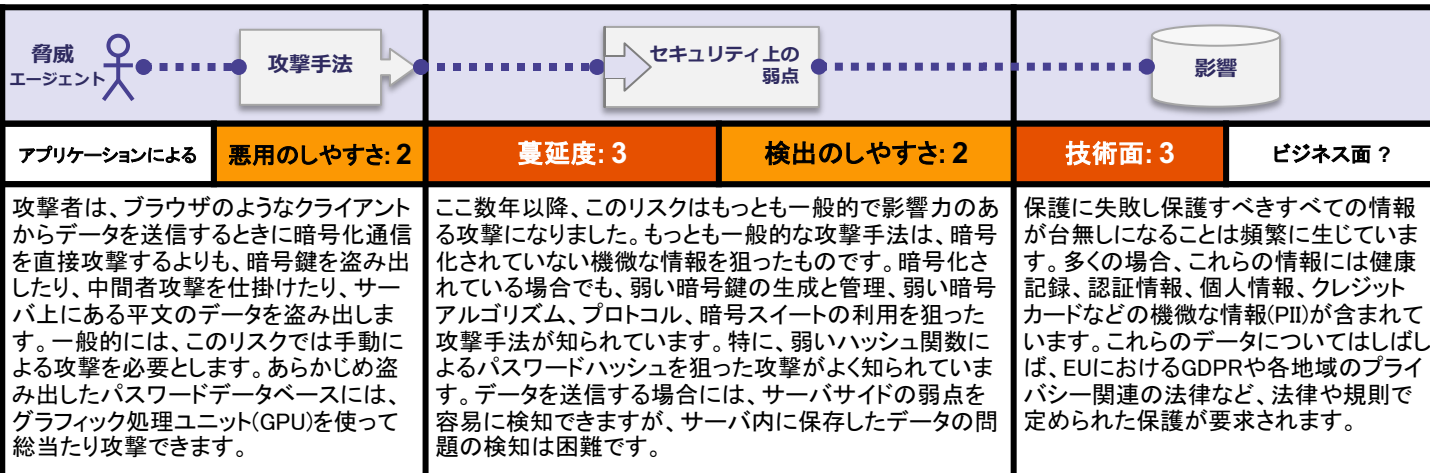 脅威
エージェント
攻撃手法
セキュリティ上の
弱点
影響
アプリケーションによる
悪用のしやすさ: 2
蔓延度: 3
検出のしやすさ: 2
技術面: 3
ビジネス面 ?
攻撃者は、ブラウザのようなクライアント
からデータを送信するときに暗号化通信
を直接攻撃するよりも、暗号鍵を盗み出
したり、中間者攻撃を仕掛けたり、サー
バ上にある平文のデータを盗み出しま
す。一般的には、このリスクでは手動に
よる攻撃を必要とします。あらかじめ盗
み出したパスワードデータベースには、
グラフィック処理ユニット(GPU)を使って
総当たり攻撃できます。
ここ数年以降、このリスクはもっとも一般的で影響力のあ
る攻撃になりました。もっとも一般的な攻撃手法は、暗号
化されていない機微な情報を狙ったものです。暗号化さ
れている場合でも、弱い暗号鍵の生成と管理、弱い暗号
アルゴリズム、プロトコル、暗号スイートの利用を狙った
攻撃手法が知られています。特に、弱いハッシュ関数に
よるパスワードハッシュを狙った攻撃がよく知られていま
す。データを送信する場合には、サーバサイドの弱点を
容易に検知できますが、サーバ内に保存したデータの問
題の検知は困難です。
保護に失敗し保護すべきすべての情報
が台無しになることは頻繁に生じていま
す。多くの場合、これらの情報には健康
記録、認証情報、個人情報、クレジット
カードなどの機微な情報(PII)が含まれて
います。これらのデータについてはしばし
ば、EUにおけるGDPRや各地域のプライ
バシー関連の法律など、法律や規則で
定められた保護が要求されます。